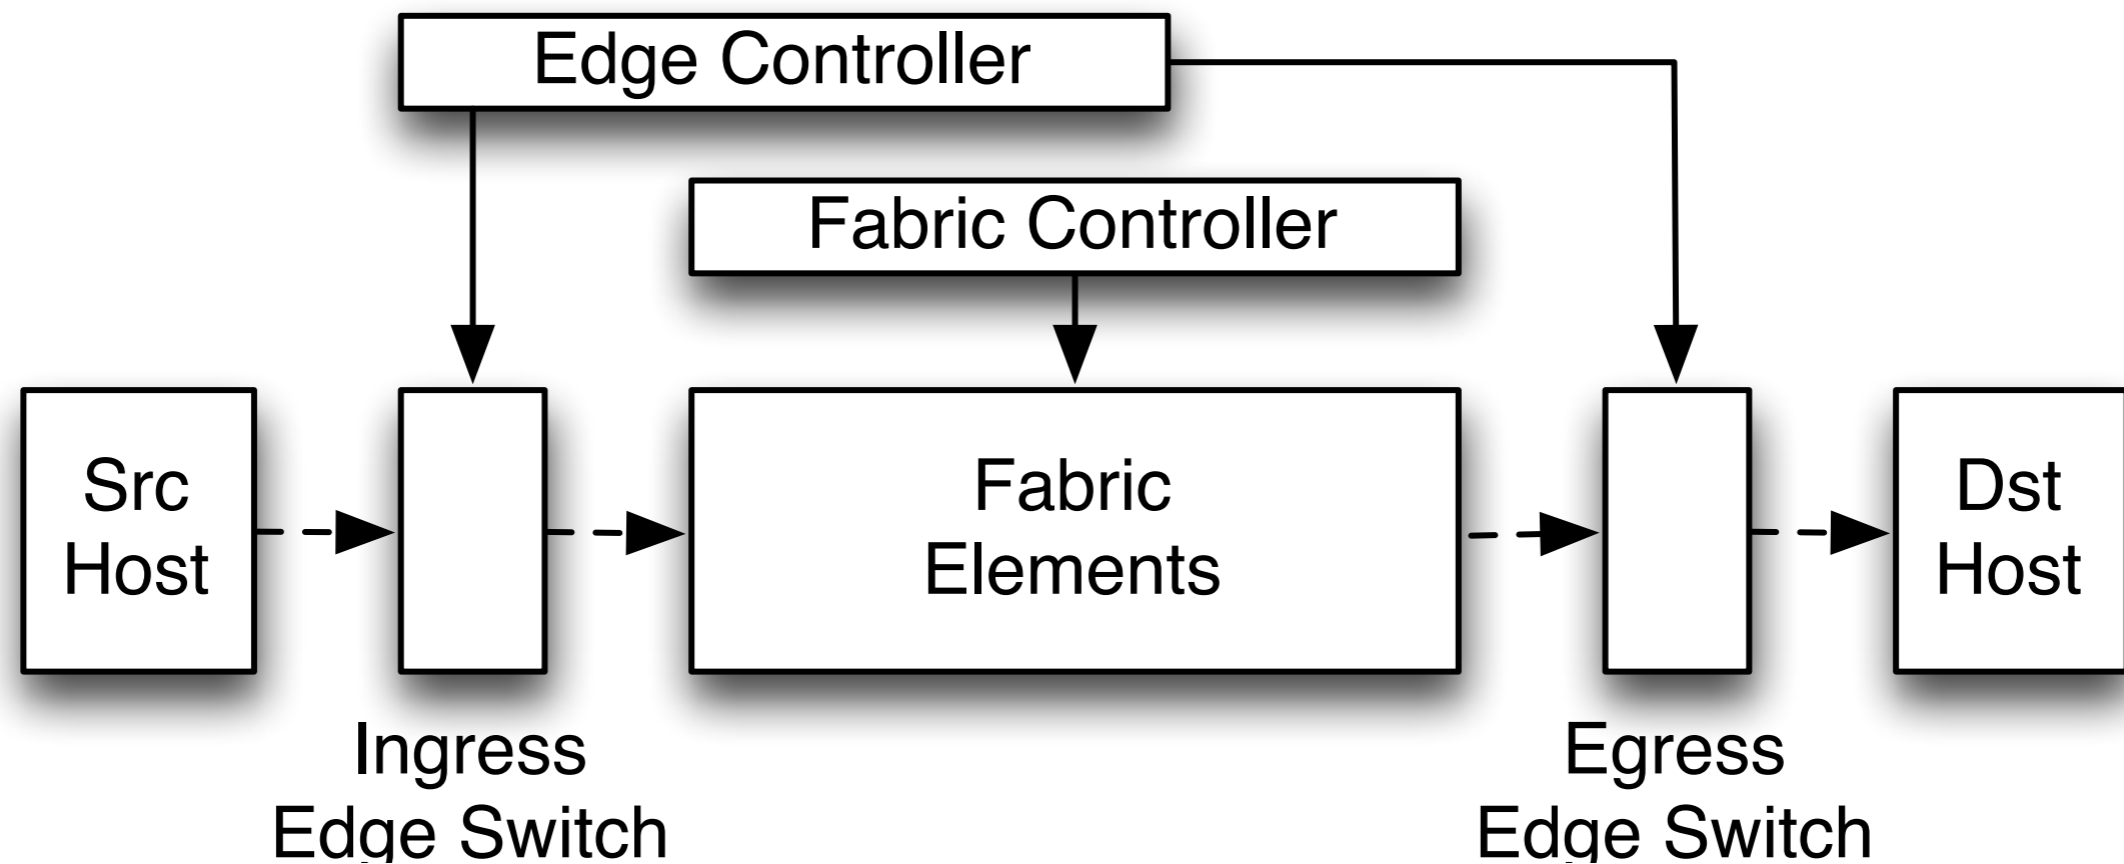 Edge Controller
Fabric Controller
Src
Host
Fabric
Elements
Dst
Host
Ingress
Edge Switch
Egress
Edge Switch